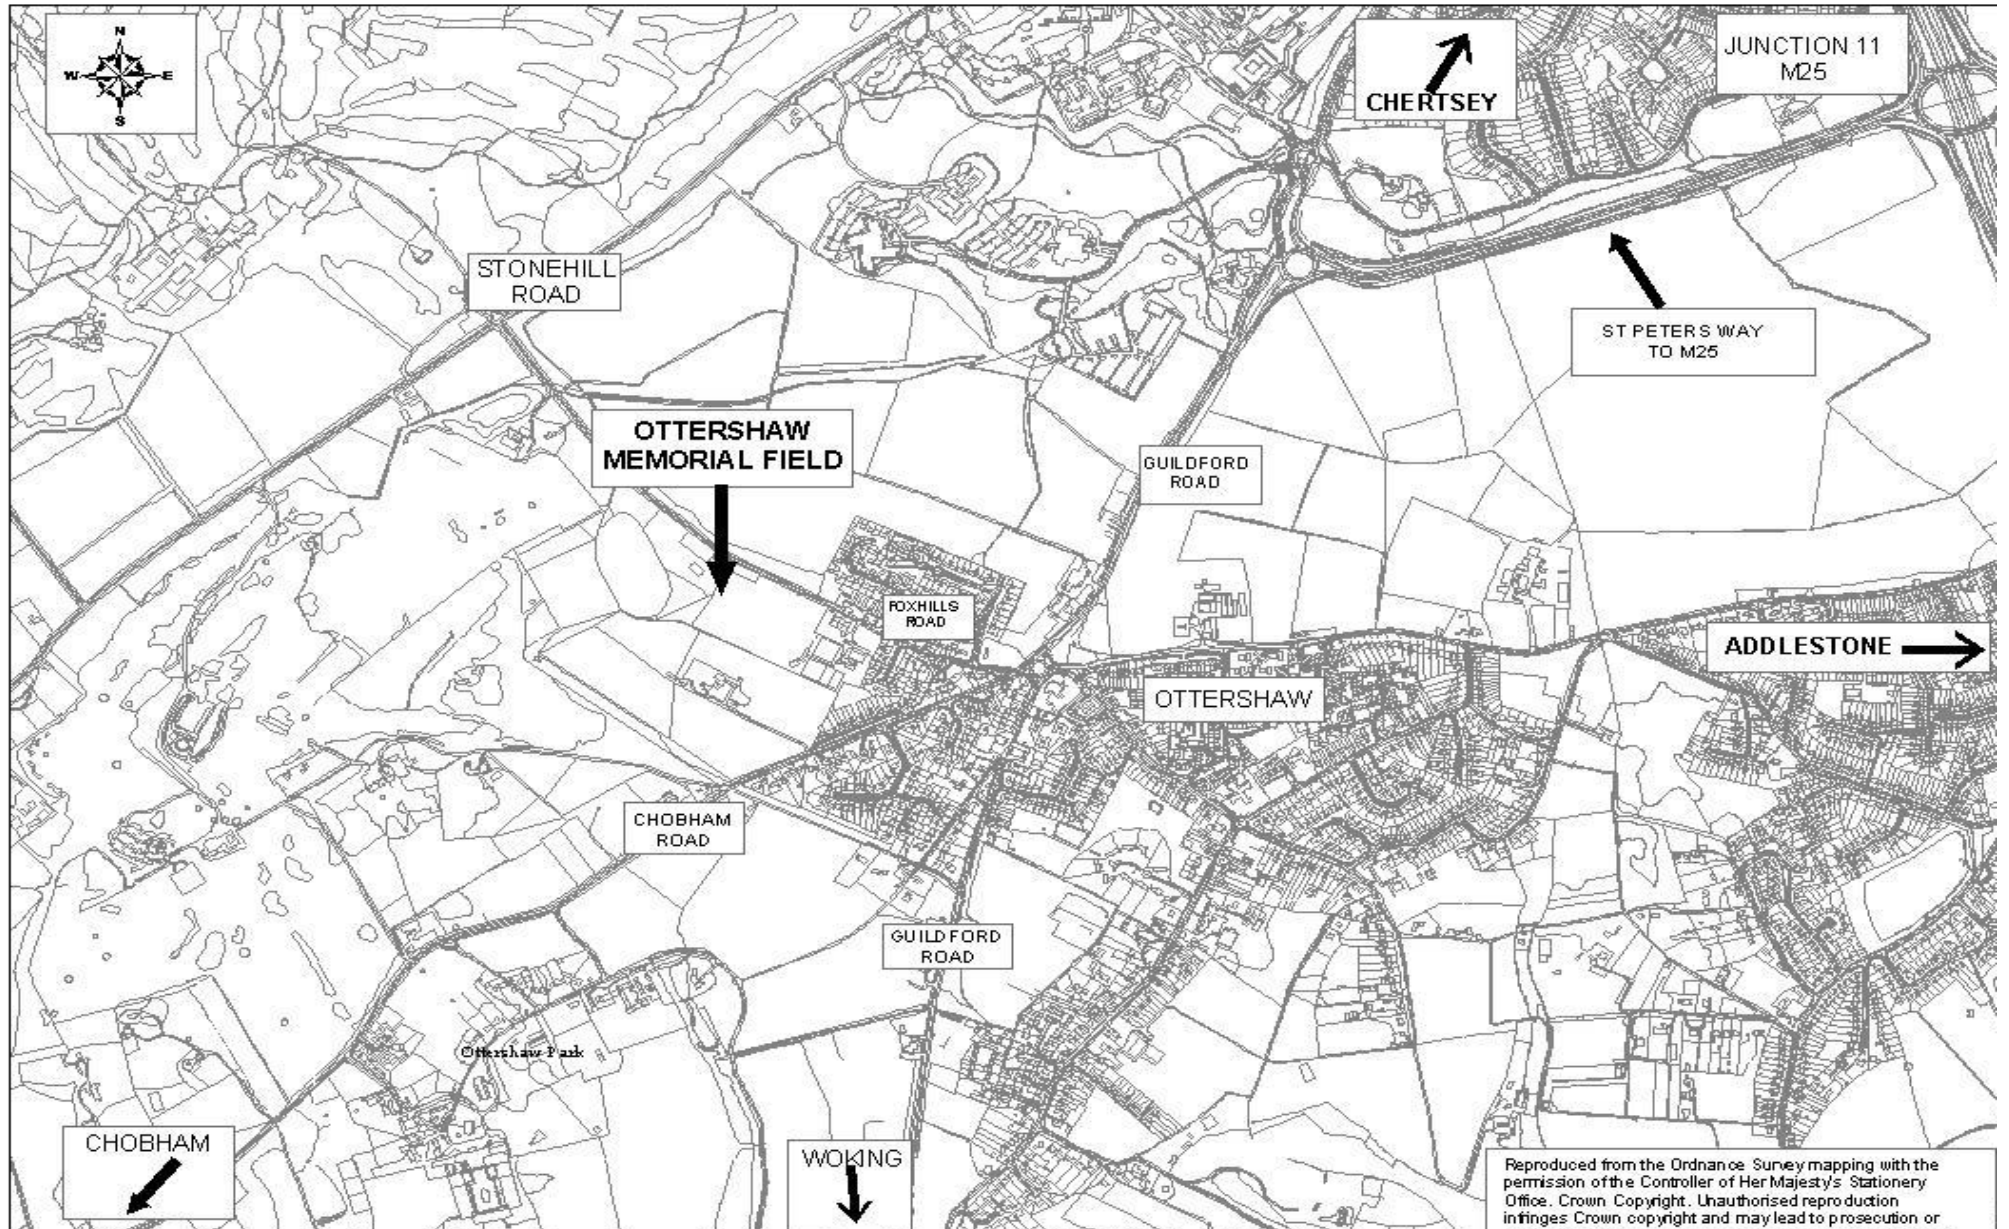 N
W E
S
CHERTSEY
JUNCTION 11
M25
STONEHILL
ROAD
ST PETERS WAY
TO M25
OTTERSHAW
MEMORIAL FIELD
GUILDFORD
ROAD
FOXHILLS
ROAD
ADDLESTONE
OTTERSHAW
CHOBHAM
ROAD
GUILDFORD
ROAD
Ottershaw Park
CHOBHAM
WOKING
Reproduced from the Ordnance Survey mapping with the
permission of the Controller of Her Majesty's Stationery
Office. Crown Copyright. Unauthorised reproduction
infringes Crown copyright and may lead to prosecution or